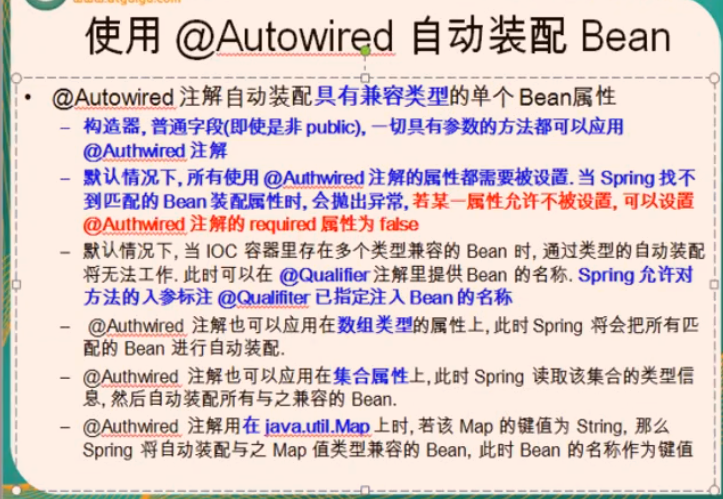 使用 @Autowired 自动装配 Bean
• @Autowired 注解自动装配具有兼容类型的单个 Bean属性
– 构造器, 普通字段(即使是非 public), 一切具有参数的方法都可以应用
@Authwired 注解
– 默认情况下, 所有使用 @Authwired 注解的属性都需要被设置. 当 Spring 找不
到匹配的 Bean 装配属性时, 会抛出异常, 若某一属性允许不被设置, 可以设置
@Authwired 注解的 required 属性为 false
– 默认情况下, 当 IOC 容器里存在多个类型兼容的 Bean 时, 通过类型的自动装配
将无法工作. 此时可以在 @Qualifier 注解里提供 Bean 的名称. Spring 允许对
方法的入参标注 @Qualifiter 已指定注入 Bean 的名称
– @Authwired 注解也可以应用在数组类型的属性上, 此时 Spring 将会把所有匹
配的 Bean 进行自动装配.
– @Authwired 注解也可以应用在集合属性上, 此时 Spring 读取该集合的类型信
息, 然后自动装配所有与之兼容的 Bean.
– @Authwired 注解用在 java.util.Map 上时, 若该 Map 的键值为 String, 那么
Spring 将自动装配与之 Map 值类型兼容的 Bean, 此时 Bean 的名称作为键值